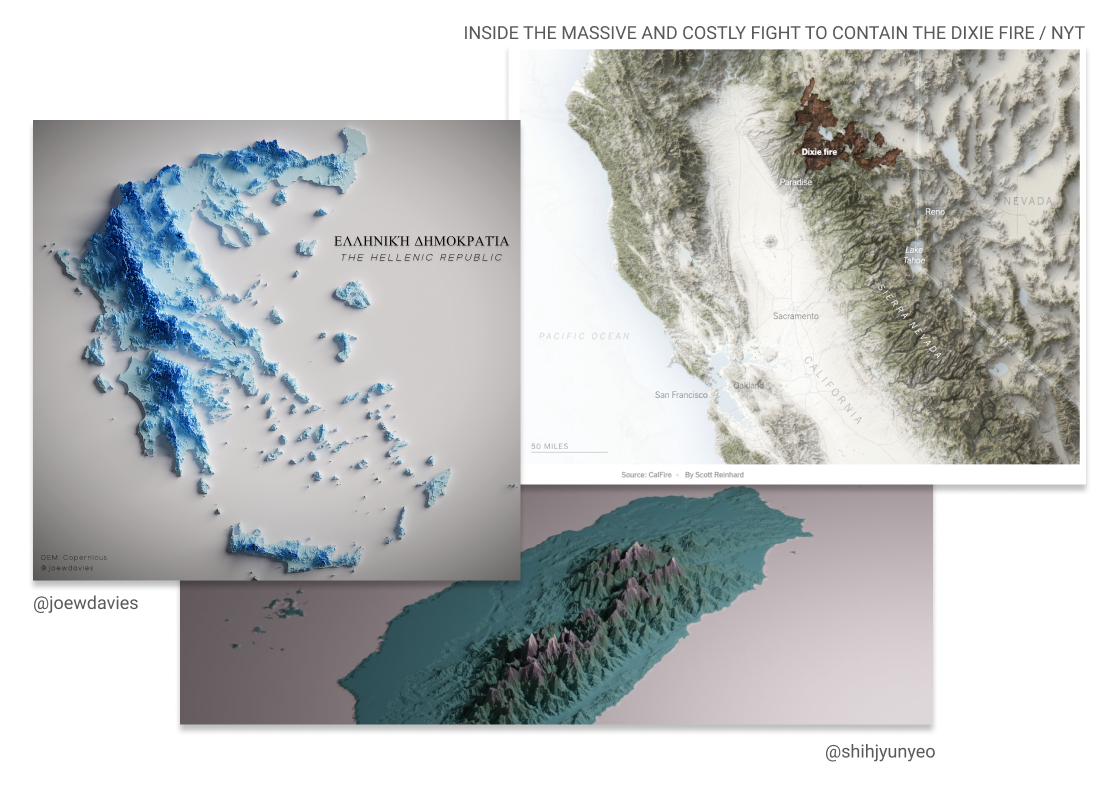 INSIDE THE MASSIVE AND COSTLY FIGHT TO CONTAIN THE DIXIE FIRE / NYT
Dixie fire
Paradise
NEVADA
Reno
Lake
Tahoe
SIERRA NEVADA
Sacramento
PACIFIC OCEAN
CALIFORNIA
Oakland
San Francisco
50 MILES
Source: CalFire - By Scott Reinhard
ΕΛΛΗΝΙΚΉ ΔΗΜΟΚΡΑΤΊΑ
THE HELLENIC REPUBLIC
DEM: Copernicus
@joewdavies
@joewdavies
@shihjyunyeo